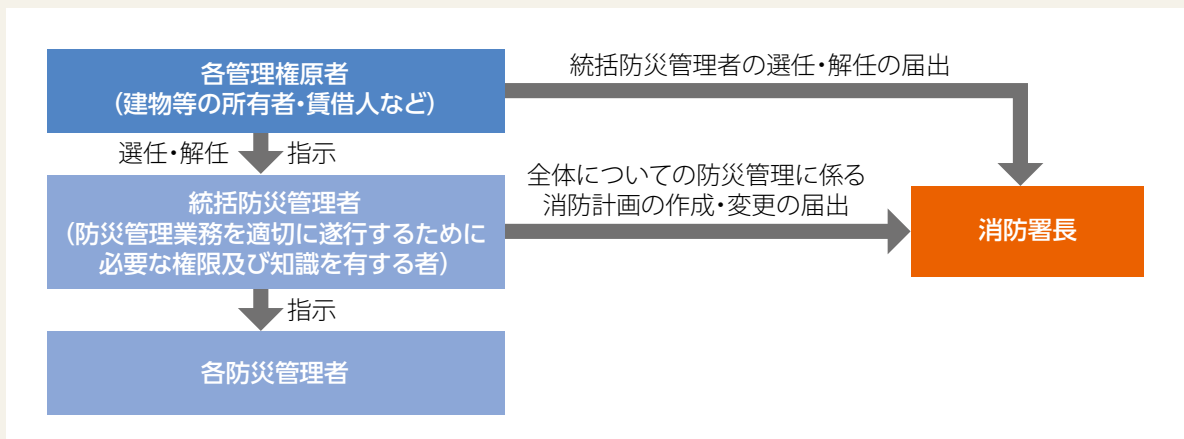 各管理権原者
（建物等の所有者・賃借人など）
統括防災管理者の選任・解任の届出
選任・解任
指示
統括防災管理者
（防災管理業務を適切に遂行するために
必要な権限及び知識を有する者）
全体についての防災管理に係る
消防計画の作成・変更の届出
消防署長
指示
各防災管理者